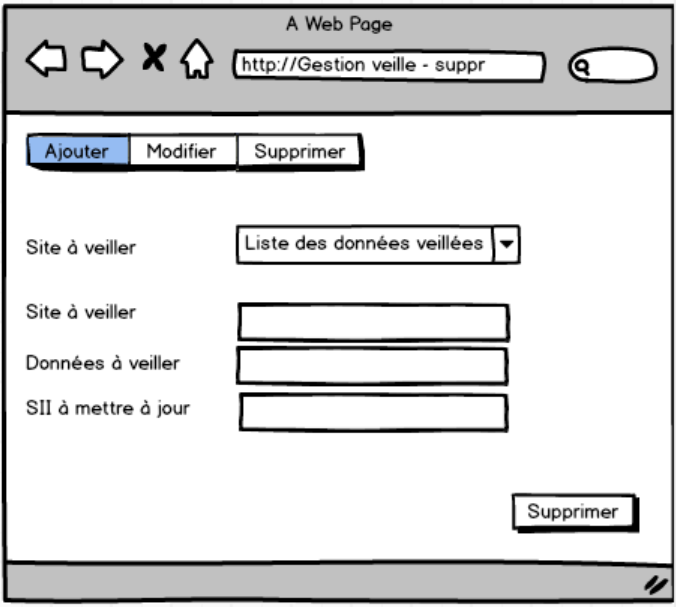 A Web Page
http://Gestion veille - suppr
Ajouter Modifier Supprimer
Site à veiller Liste des données veillées
Site à veiller
Données à veiller
SII à mettre à jour
Supprimer